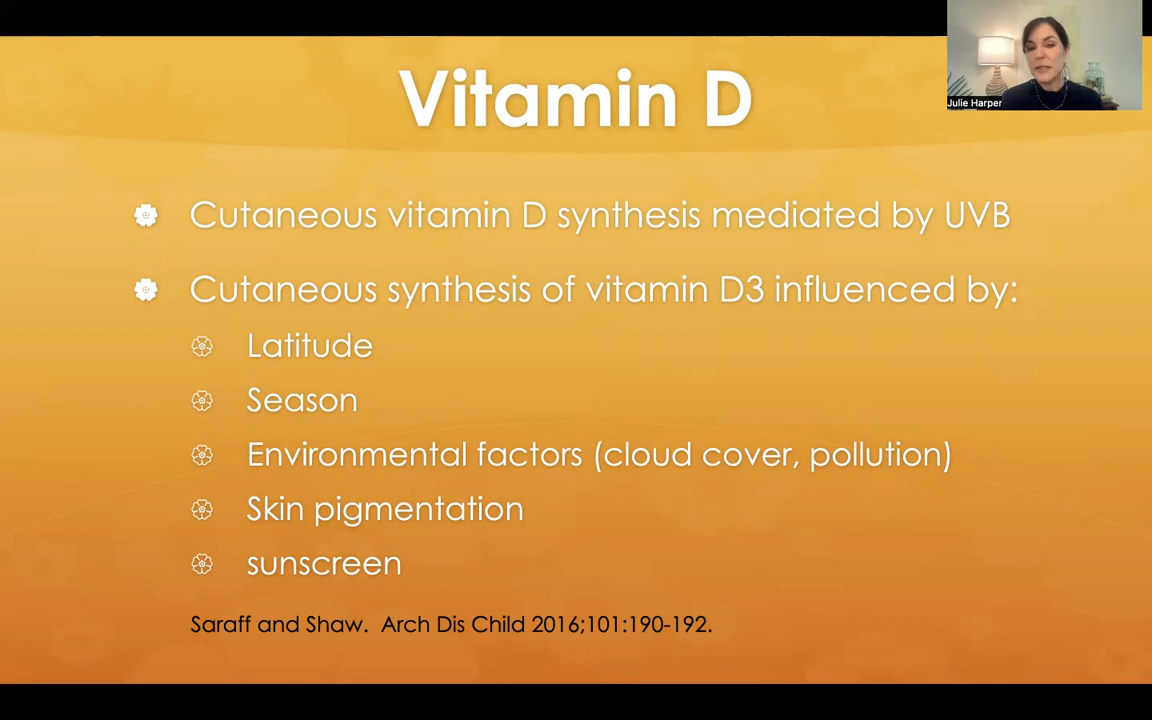 Vitamin D
Julie Harper
Cutaneous vitamin D synthesis mediated by UVB
Cutaneous synthesis of vitamin D3 influenced by:
Latitude
Season
Environmental factors (cloud cover, pollution)
Skin pigmentation
sunscreen
Saraff and Shaw. Arch Dis Child 2016;101:190-192.